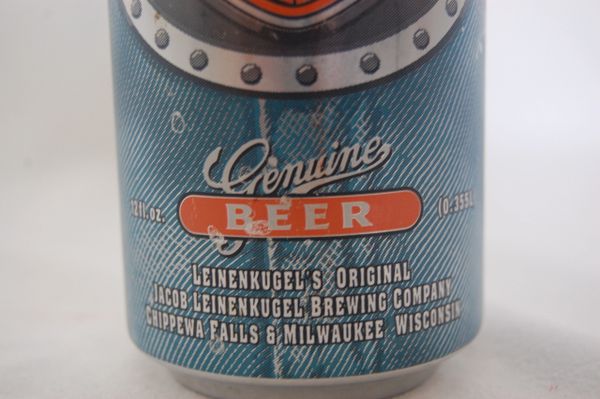 Genuine
12 fl. oz. BEER (0.355L)
LEINENKUGEL'S ORIGINAL
JACOB LEINENKUGEL BREWING COMPANY
CHIPPEWA FALLS & MILWAUKEE, WISCONSIN